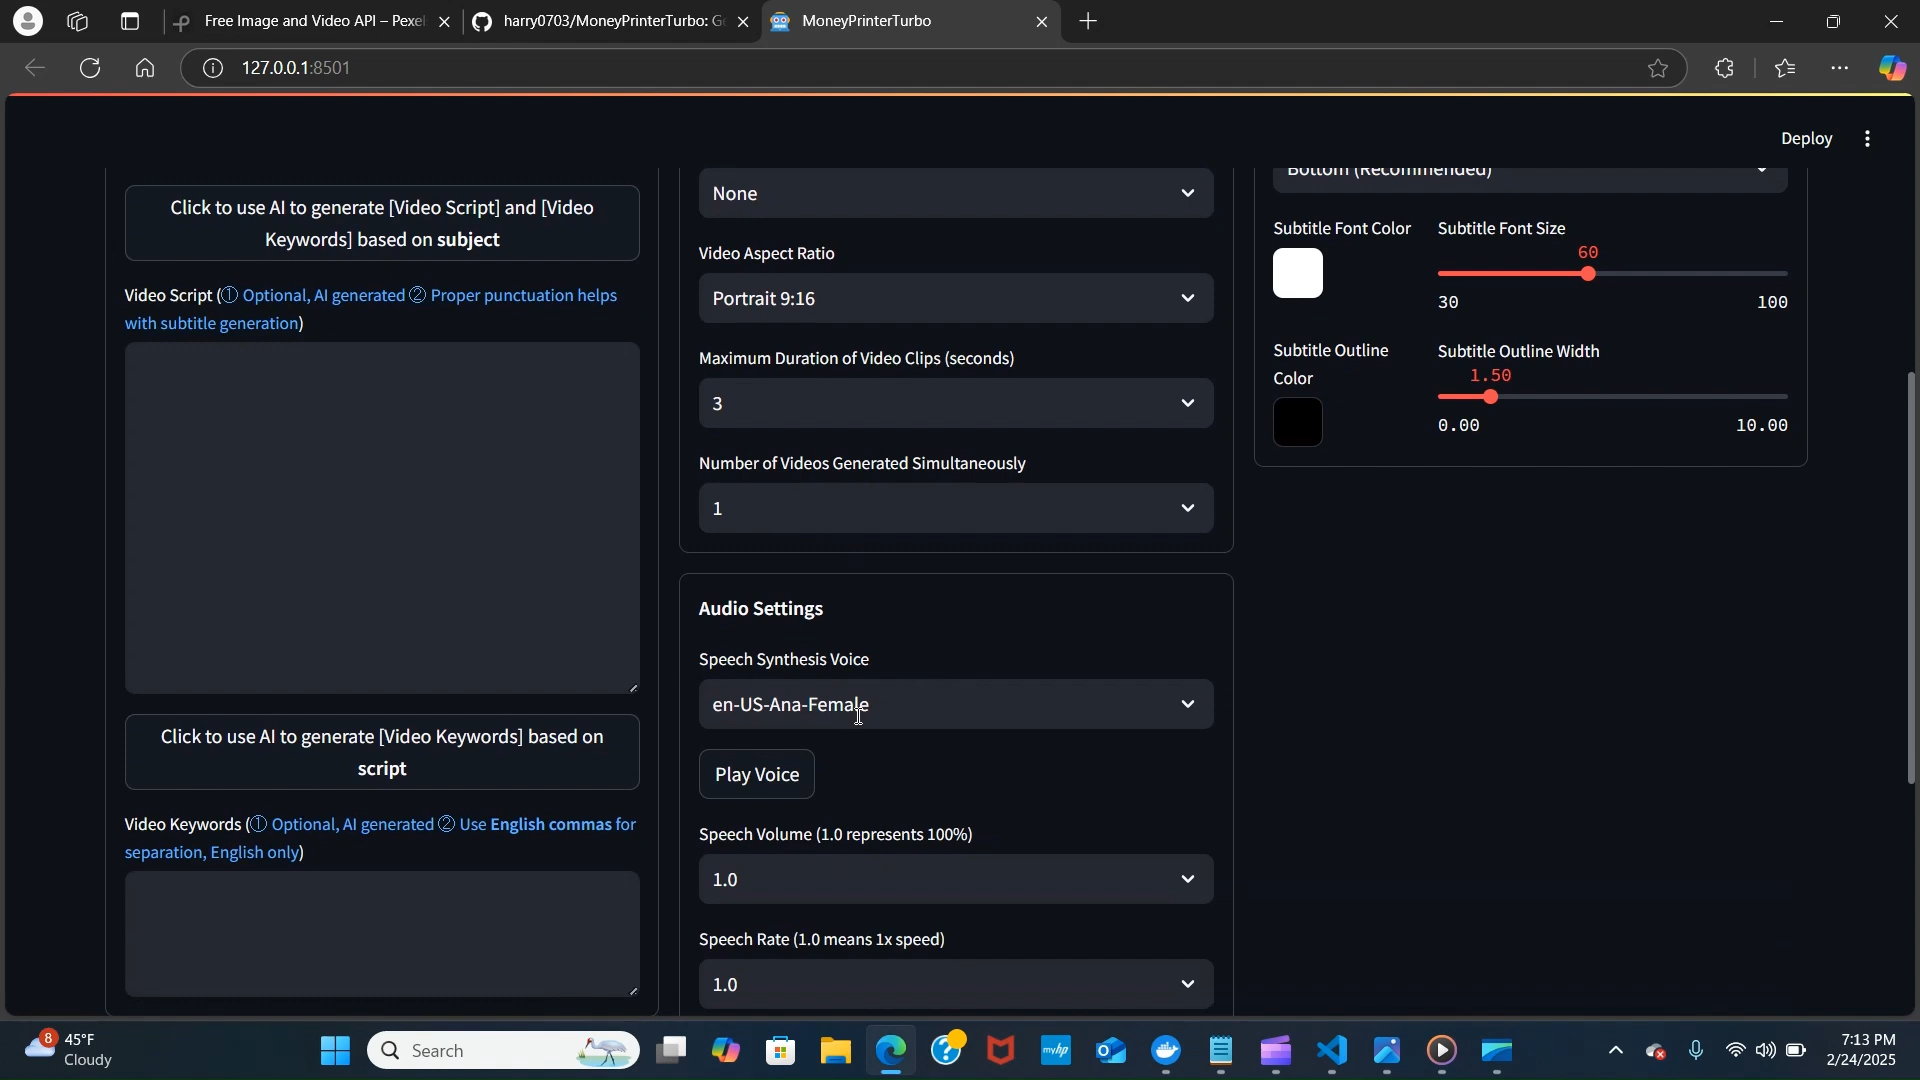 Free Image and Video API – Pexe
harry0703/MoneyPrinterTurbo: G
MoneyPrinterTurbo
127.0.0.1:8501
Deploy
Click to use AI to generate [Video Script] and [Video
Keywords] based on subject
Video Script (① Optional, AI generated ② Proper punctuation helps
with subtitle generation)
Click to use AI to generate [Video Keywords] based on
script
Video Keywords (① Optional, AI generated ② Use English commas for
separation, English only)
None
Video Aspect Ratio
Portrait 9:16
Maximum Duration of Video Clips (seconds)
3
Number of Videos Generated Simultaneously
1
Audio Settings
Speech Synthesis Voice
en-US-Ana-Female
Play Voice
Speech Volume (1.0 represents 100%)
1.0
Speech Rate (1.0 means 1x speed)
1.0
Bottom (Recommended)
Subtitle Font Color
Subtitle Font Size
60
30
100
Subtitle Outline
Color
Subtitle Outline Width
1.50
0.00
10.00
8
45°F
Cloudy
Search
myhp
7:13 PM
2/24/2025